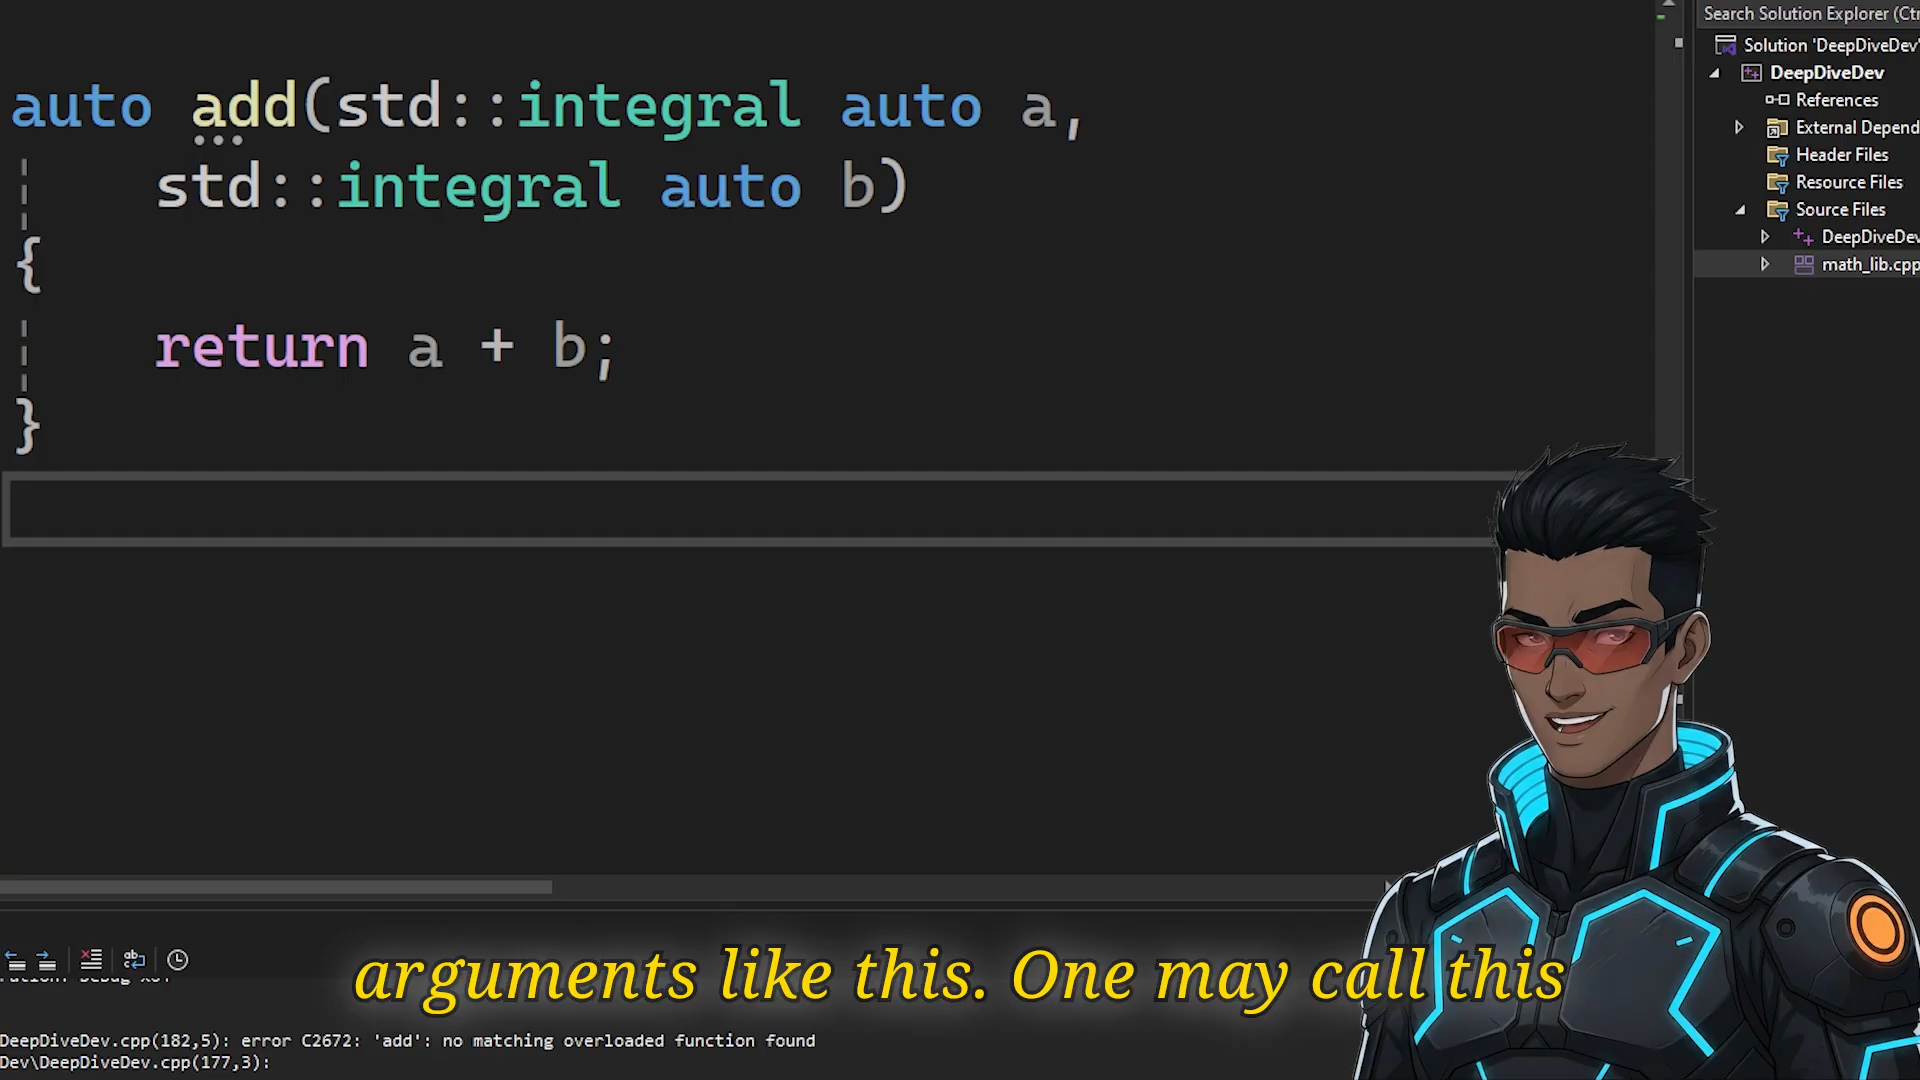 auto add(std::integral auto a,
std::integral auto b)
{
return a + b;
}
Search Solution Explorer (Ctr
Solution 'DeepDiveDev'
DeepDiveDev
References
External Depend
Header Files
Resource Files
Source Files
DeepDiveDev
math_lib.cpp
arguments like this. One may call this
DeepDiveDev.cpp(182,5): error C2672: 'add': no matching overloaded function found
Dev\DeepDiveDev.cpp(177,3):